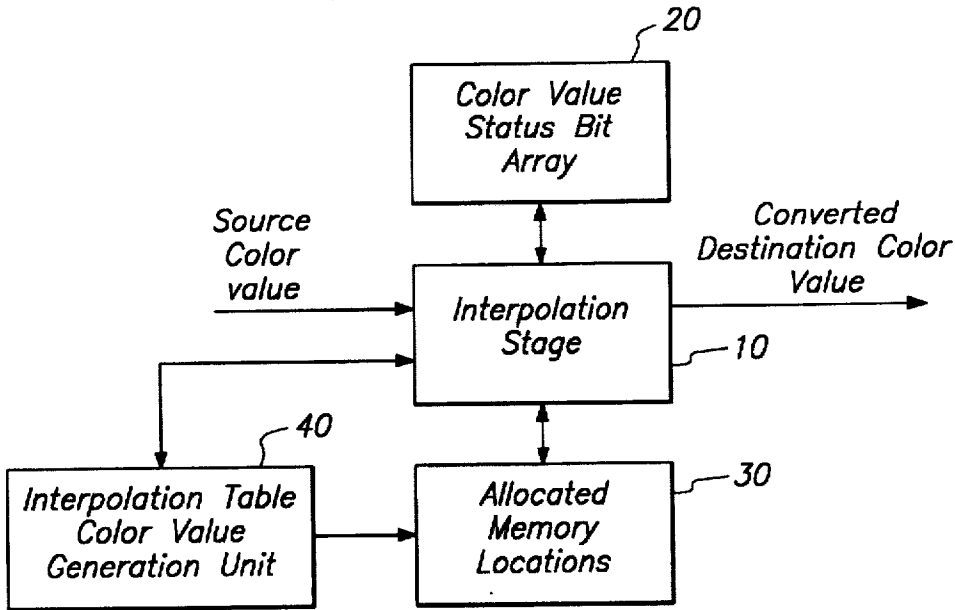 20
Color Value
Status Bit
Array
Source
Color
value
Converted
Destination Color
Value
Interpolation
Stage
10
40
Interpolation Table
Color Value
Generation Unit
30
Allocated
Memory
Locations